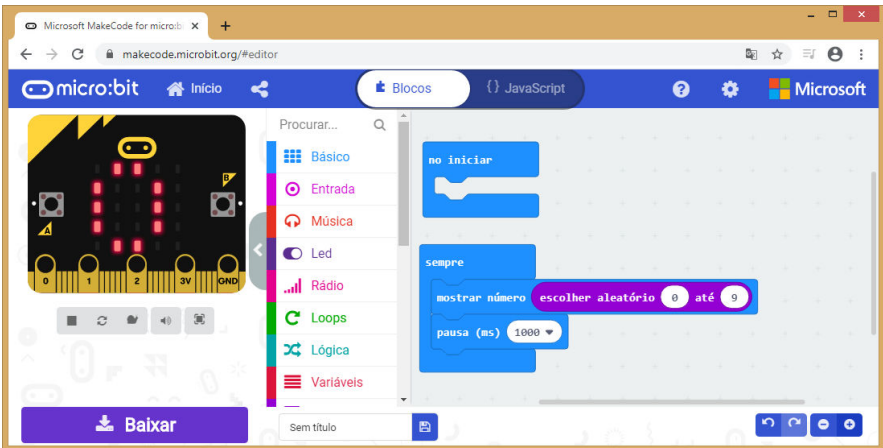 Microsoft MakeCode for micro:b
makecode.microbit.org/#editor
micro:bit Início Blocos {} JavaScript ? Microsoft
Procurar...
Básico
Entrada
Música
Led
Rádio
Loops
Lógica
Variáveis
B
A
0 1 2 3V GND
no iniciar
sempre
mostrar número escolher aleatório 0 até 9
pausa (ms) 1000
Baixar
Sem título